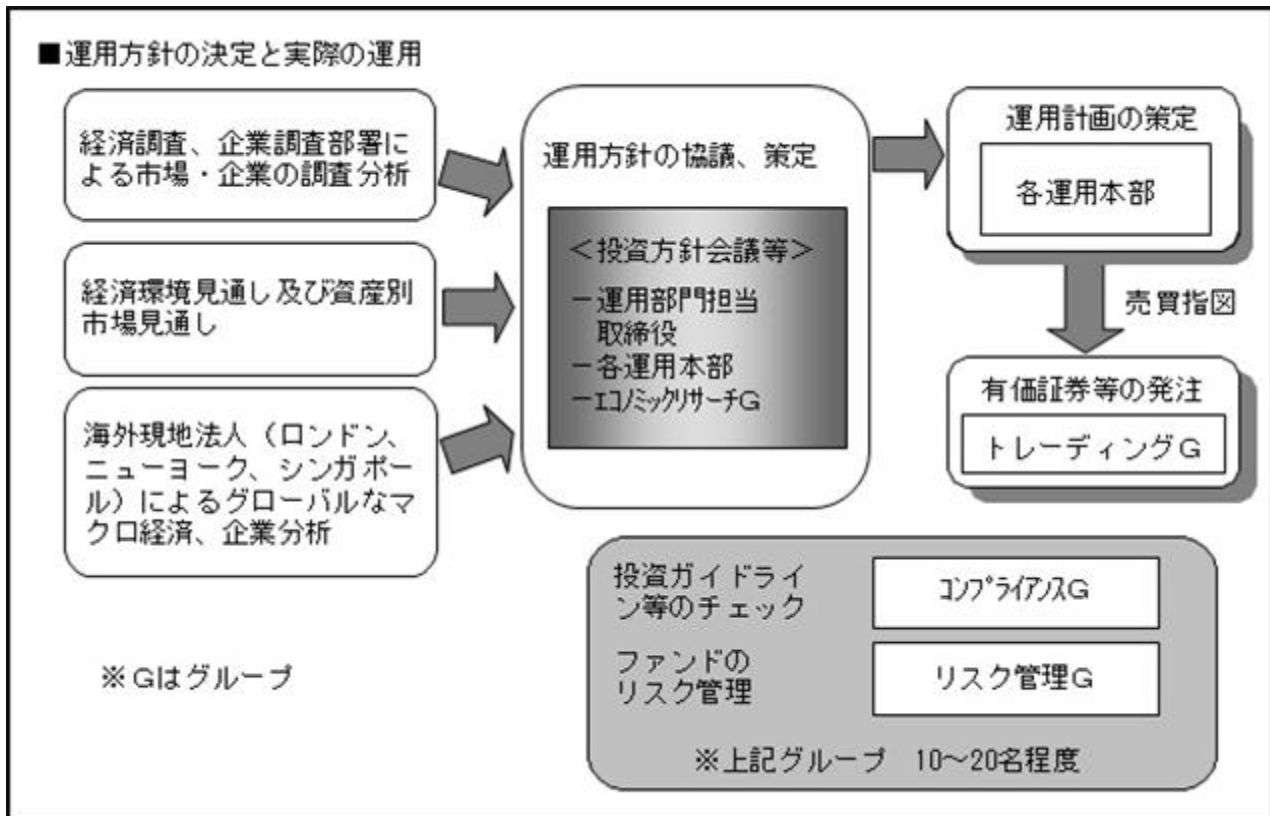 ■運用方針の決定と実際の運用
経済調査、企業調査部署に
よる市場・企業の調査分析
経済環境見通し及び資産別
市場見通し
海外現地法人（ロンドン、
ニューヨーク、シンガポー
ル）によるグローバルなマ
クロ経済、企業分析
運用方針の協議、策定
＜投資方針会議等＞
－運用部門担当
取締役
－各運用本部
－ｴｺﾉﾐｯｸﾘｻｰﾁG
運用計画の策定
各運用本部
売買指図
有価証券等の発注
トレーディングG
投資ガイドライ
ン等のチェック
ｺﾝﾌﾟﾗｲｱﾝｽG
ファンドの
リスク管理
リスク管理G
※上記グループ　10～20名程度
※Gはグループ